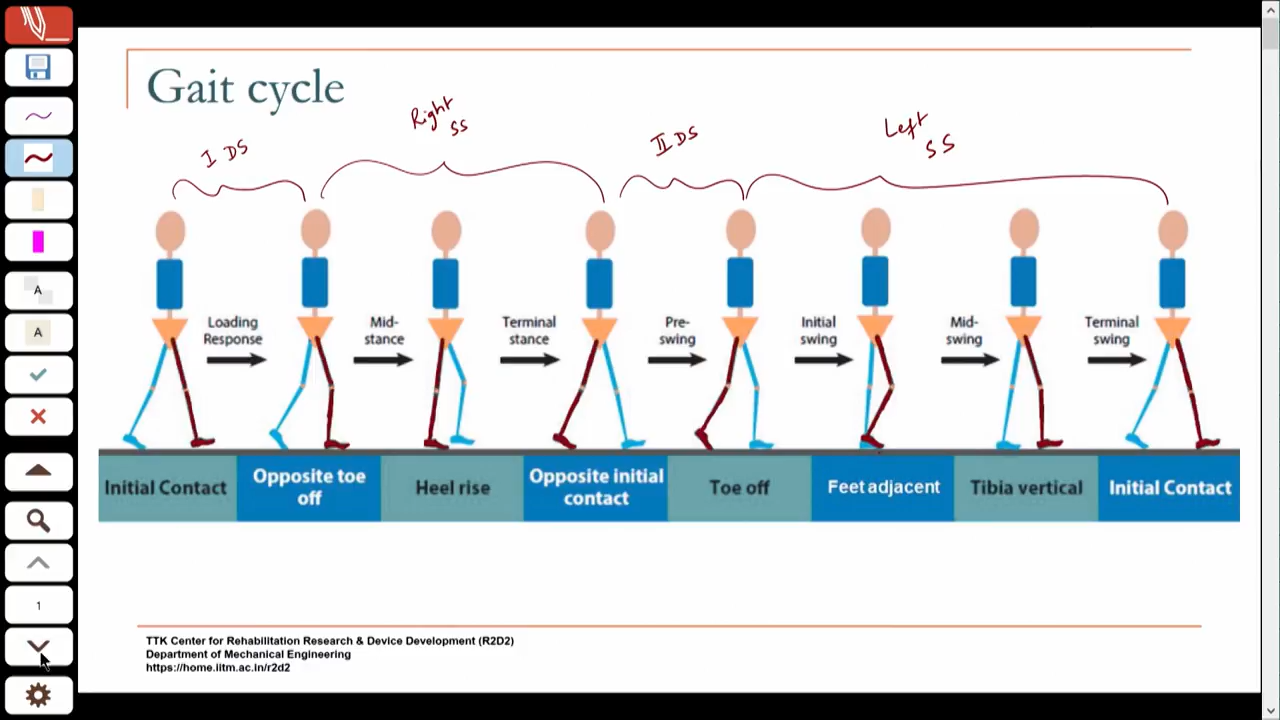 Gait cycle
I DS
Right
SS
II DS
Left
SS
Loading
Response
Mid-
stance
Terminal
stance
Pre-
swing
Initial
swing
Mid-
swing
Terminal
swing
Initial Contact
Opposite toe
off
Heel rise
Opposite initial
contact
Toe off
Feet adjacent
Tibia vertical
Initial Contact
A
A
1
TTK Center for Rehabilitation Research & Device Development (R2D2)
Department of Mechanical Engineering
https://home.iitm.ac.in/r2d2